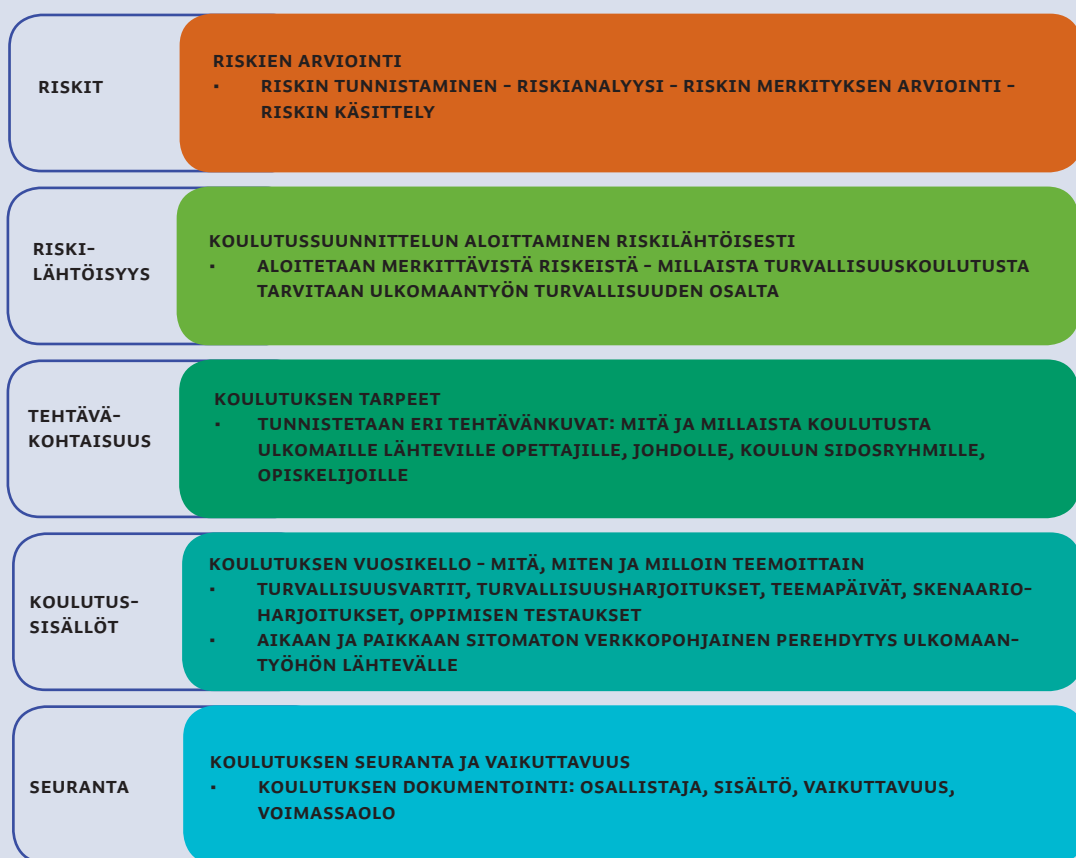 RISKIT
RISKIEN ARVIOINTI
▪ RISKIN TUNNISTAMINEN – RISKIANALYYSI – RISKIN MERKITYKSEN ARVIOINTI –
RISKIN KÄSITTELY
RISKI-
LÄHTÖISYYS
KOULUTUSSUUNNITTELUN ALOITTAMINEN RISKILÄHTÖISESTI
▪ ALOITETAAN MERKITTÄVISTÄ RISKEISTÄ – MILLAISTA TURVALLISUUSKOULUTUSTA
TARVITAAN ULKOMAANTYÖN TURVALLISUUDEN OSALTA
TEHTÄVÄ-
KOHTAISUUS
KOULUTUKSEN TARPEET
▪ TUNNISTETAAN ERI TEHTÄVÄNKUVAT: MITÄ JA MILLAISTA KOULUTUSTA
ULKOMAILLE LÄHTEVILLE OPETTAJILLE, JOHDOLLE, KOULUN SIDOSRYHMILLE,
OPISKELIJOILLE
KOULUTUS-
SISÄLLÖT
KOULUTUKSEN VUOSIKELLO – MITÄ, MITEN JA MILLOIN TEEMOITTAIN
▪ TURVALLISUUSVARTIT, TURVALLISUUSHARJOITUKSET, TEEMAPÄIVÄT, SKENAARIO-
HARJOITUKSET, OPPIMISEN TESTAUKSET
▪ AIKAAN JA PAIKKAAN SITOMATON VERKKOPOHJAINEN PEREHDYTYS ULKOMAAN-
TYÖHÖN LÄHTEVÄLLE
SEURANTA
KOULUTUKSEN SEURANTA JA VAIKUTTAVUUS
▪ KOULUTUKSEN DOKUMENTOINTI: OSALLISTAJA, SISÄLTÖ, VAIKUTTAVUUS,
VOIMASSAOLO